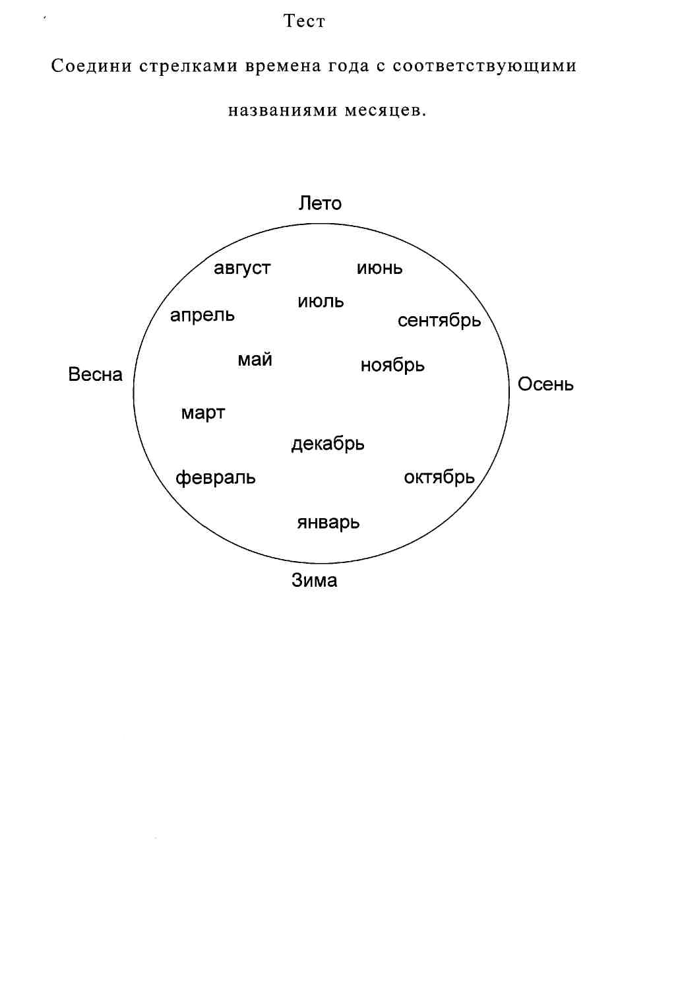 Тест
Соедини стрелками времена года с соответствующими
названиями месяцев.
Лето
август июнь
июль
апрель сентябрь
май ноябрь
Весна Осень
март
декабрь
февраль октябрь
январь
Зима